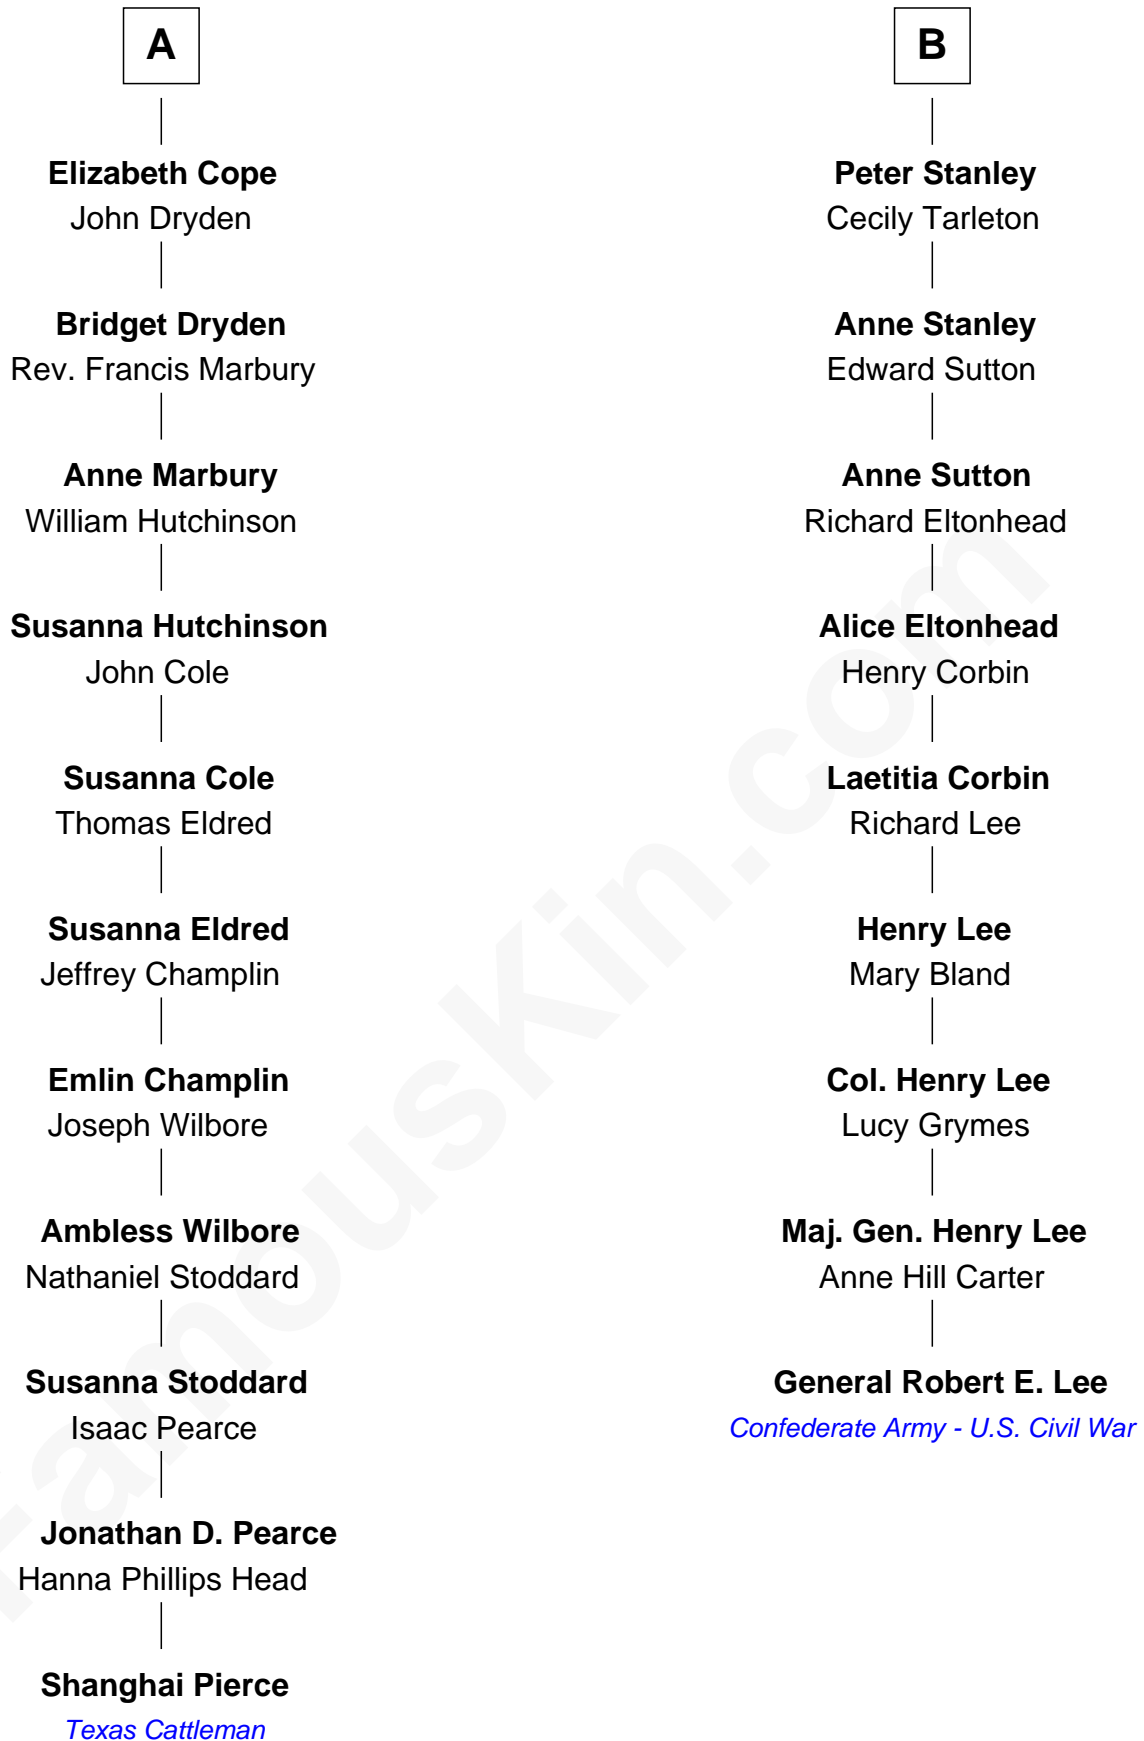 A
Elizabeth Cope
John Dryden
Bridget Dryden
Rev. Francis Marbury
Anne Marbury
William Hutchinson
Susanna Hutchinson
John Cole
Susanna Cole
Thomas Eldred
Susanna Eldred
Jeffrey Champlin
Emlin Champlin
Joseph Wilbore
Ambless Wilbore
Nathaniel Stoddard
Susanna Stoddard
Isaac Pearce
Jonathan D. Pearce
Hanna Phillips Head
Shanghai Pierce
Texas Cattleman
B
Peter Stanley
Cecily Tarleton
Anne Stanley
Edward Sutton
Anne Sutton
Richard Eltonhead
Alice Eltonhead
Henry Corbin
Laetitia Corbin
Richard Lee
Henry Lee
Mary Bland
Col. Henry Lee
Lucy Grymes
Maj. Gen. Henry Lee
Anne Hill Carter
General Robert E. Lee
Confederate Army - U.S. Civil War
FamousKin.com